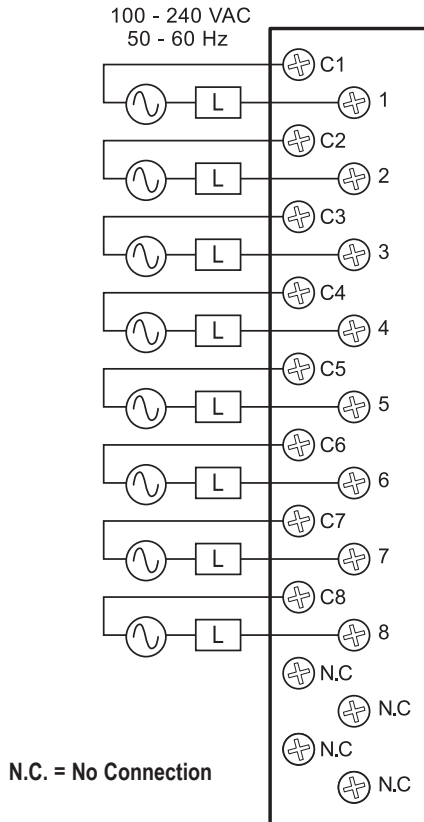 100 - 240 VAC
50 - 60 Hz
C1
L 1
C2
L 2
C3
L 3
C4
L 4
C5
L 5
C6
L 6
C7
L 7
C8
L 8
N.C
N.C
N.C
N.C. = No Connection
N.C